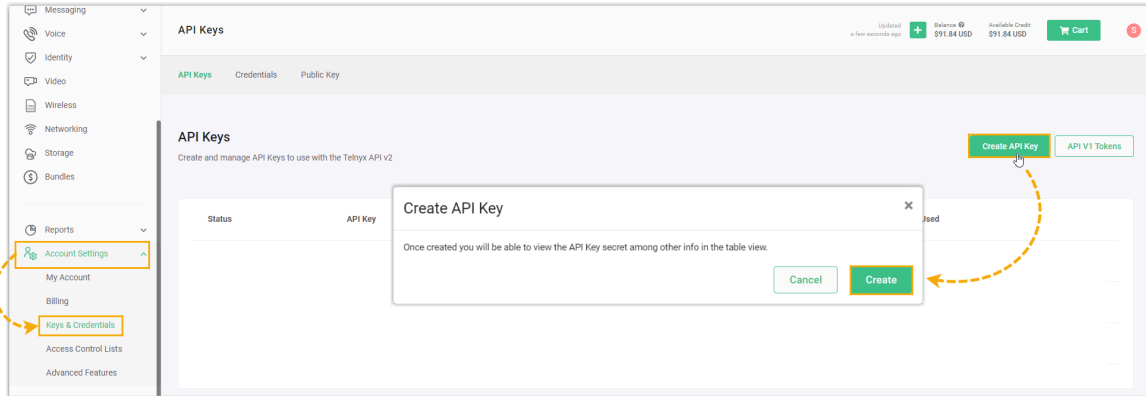 Messaging
Voice
Identity
Video
Wireless
Networking
Storage
Bundles
Reports
Account Settings
My Account
Billing
Keys & Credentials
Access Control Lists
Advanced Features
API Keys
Updated
a few seconds ago
Balance
$91.84 USD
Available Credit
$91.84 USD
Cart
S
API Keys Credentials Public Key
API Keys
Create and manage API Keys to use with the Telnyx API v2
Create API Key API V1 Tokens
Status API Key Used
Create API Key
Once created you will be able to view the API Key secret among other info in the table view.
Cancel Create